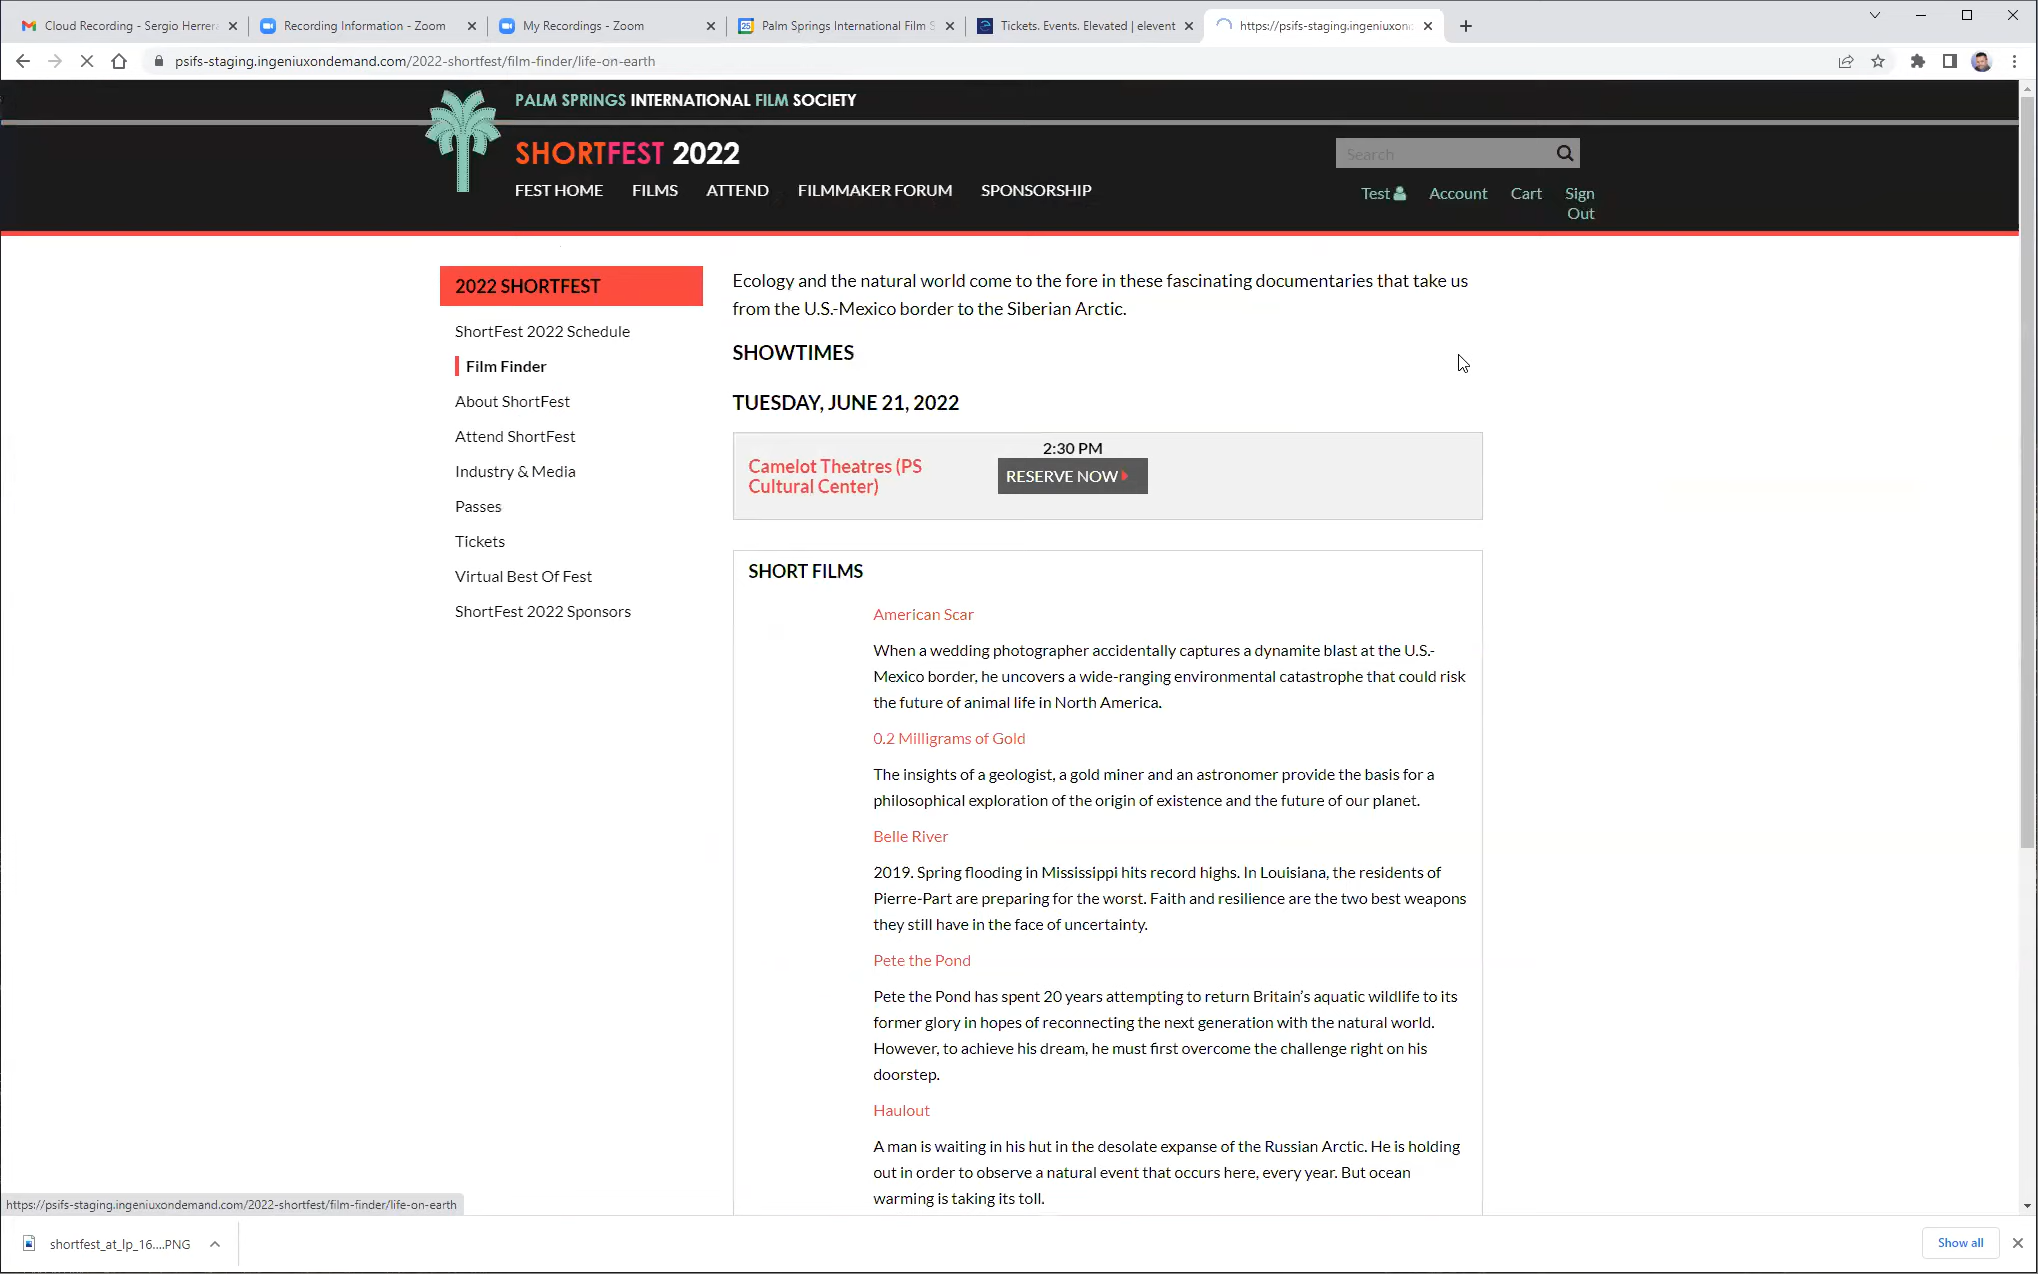 Cloud Recording - Sergio Herrera
Recording Information - Zoom
My Recordings - Zoom
25
Palm Springs International Film S
Tickets. Events. Elevated | elevent
https://psifs-staging.ingeniuxon
psifs-staging.ingeniuxondemand.com/2022-shortfest/film-finder/life-on-earth
PALM SPRINGS INTERNATIONAL FILM SOCIETY
SHORTFEST 2022
Search
FEST HOME
FILMS
ATTEND
FILMMAKER FORUM
SPONSORSHIP
Test
Account
Cart
Sign
Out
2022 SHORTFEST
ShortFest 2022 Schedule
Film Finder
About ShortFest
Attend ShortFest
Industry & Media
Passes
Tickets
Virtual Best Of Fest
ShortFest 2022 Sponsors
Ecology and the natural world come to the fore in these fascinating documentaries that take us
from the U.S.-Mexico border to the Siberian Arctic.
SHOWTIMES
TUESDAY, JUNE 21, 2022
Camelot Theatres (PS
Cultural Center)
2:30 PM
RESERVE NOW
SHORT FILMS
American Scar
When a wedding photographer accidentally captures a dynamite blast at the U.S.-
Mexico border, he uncovers a wide-ranging environmental catastrophe that could risk
the future of animal life in North America.
0.2 Milligrams of Gold
The insights of a geologist, a gold miner and an astronomer provide the basis for a
philosophical exploration of the origin of existence and the future of our planet.
Belle River
2019. Spring flooding in Mississippi hits record highs. In Louisiana, the residents of
Pierre-Part are preparing for the worst. Faith and resilience are the two best weapons
they still have in the face of uncertainty.
Pete the Pond
Pete the Pond has spent 20 years attempting to return Britain's aquatic wildlife to its
former glory in hopes of reconnecting the next generation with the natural world.
However, to achieve his dream, he must first overcome the challenge right on his
doorstep.
Haulout
A man is waiting in his hut in the desolate expanse of the Russian Arctic. He is holding
out in order to observe a natural event that occurs here, every year. But ocean
warming is taking its toll.
https://psifs-staging.ingeniuxondemand.com/2022-shortfest/film-finder/life-on-earth
shortfest_at_lp_16....PNG
Show all